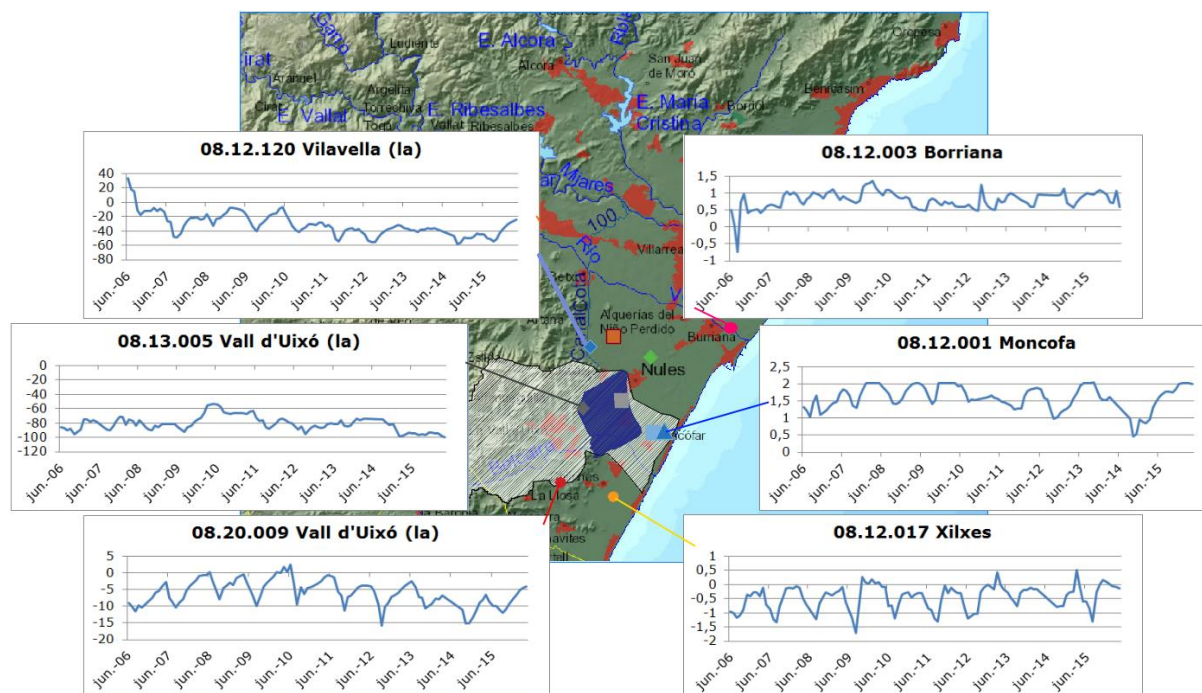 E. Alcora
Ludiente
Alcora
San Juan
de Moró
Oropesa
Argelita
Benicasim
Cirat
Torrechiva
E. Vallat
E. Ribesalbes
E. María
Cristina
Borriol
Toga
Vallat
Ribesalbes
08.12.120 Vilavella (la)
40
20
0
-20
-40
-60
-80
jun.-06
jun.-07
jun.-08
jun.-09
jun.-10
jun.-11
jun.-12
jun.-13
jun.-14
jun.-15
08.12.003 Borriana
1,5
1
0,5
0
-0,5
-1
jun.-06
jun.-07
jun.-08
jun.-09
jun.-10
jun.-11
jun.-12
jun.-13
jun.-14
jun.-15
Mijares
100
Río
Villarrea
Canal Cota
Alquerías del
Niño Perdido
Burriana
Nules
08.13.005 Vall d'Uixó (la)
0
-20
-40
-60
-80
-100
-120
jun.-06
jun.-07
jun.-08
jun.-09
jun.-10
jun.-11
jun.-12
jun.-13
jun.-14
jun.-15
08.12.001 Moncofa
2,5
2
1,5
1
0,5
0
jun.-06
jun.-07
jun.-08
jun.-09
jun.-10
jun.-11
jun.-12
jun.-13
jun.-14
jun.-15
La Llosa
08.20.009 Vall d'Uixó (la)
5
0
-5
-10
-15
-20
jun.-06
jun.-07
jun.-08
jun.-09
jun.-10
jun.-11
jun.-12
jun.-13
jun.-14
jun.-15
08.12.017 Xilxes
1
0,5
0
-0,5
-1
-1,5
-2
jun.-06
jun.-07
jun.-08
jun.-09
jun.-10
jun.-11
jun.-12
jun.-13
jun.-14
jun.-15